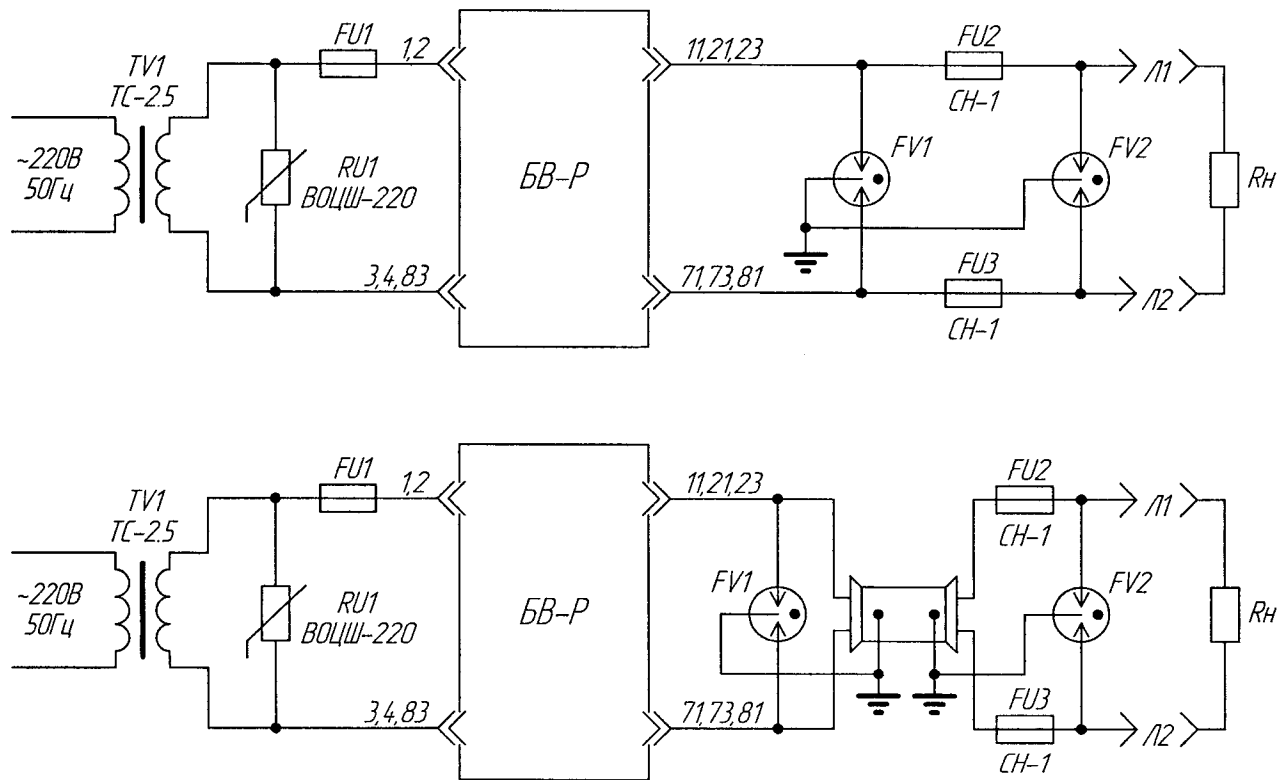 FU1
1,2
11,21,23
FU2
Л1
TV1
ТС-2.5
СН-1
~220В
50Гц
RU1
ВОЦШ-220
БВ-Р
FV1
FV2
Rн
3,4,83
71,73,81
FU3
Л2
СН-1
FU1
1,2
11,21,23
FU2
Л1
TV1
ТС-2.5
СН-1
~220В
50Гц
RU1
ВОЦШ-220
БВ-Р
FV1
FV2
Rн
3,4,83
71,73,81
FU3
Л2
СН-1